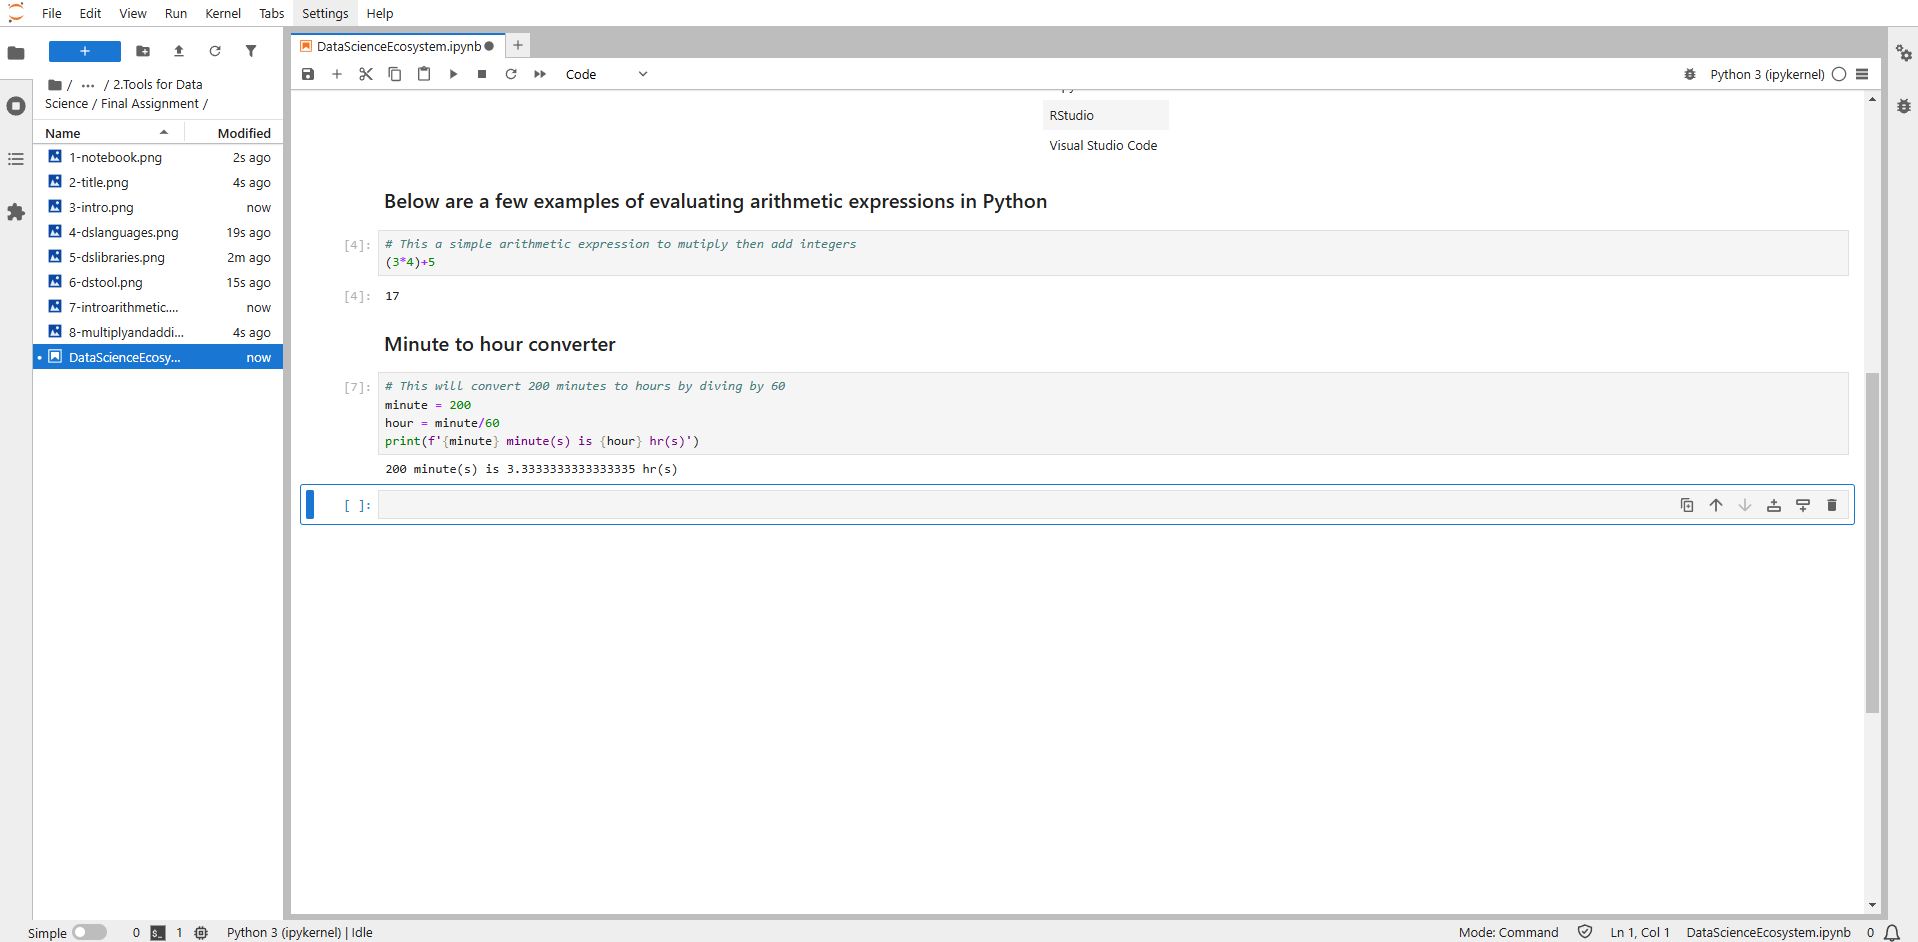 File Edit View Run Kernel Tabs Settings Help
+
/ ... / 2.Tools for Data
Science / Final Assignment /
Name Modified
1-notebook.png 2s ago
2-title.png 4s ago
3-intro.png now
4-dslanguages.png 19s ago
5-dslibraries.png 2m ago
6-dstool.png 15s ago
7-introarithmetic.... now
8-multiplyandaddi... 4s ago
DataScienceEcosy... now
DataScienceEcosystem.ipynb
Code
Python 3 (ipykernel)
RStudio
Visual Studio Code
Below are a few examples of evaluating arithmetic expressions in Python
[4]: # This a simple arithmetic expression to mutiply then add integers
(3*4)+5
[4]: 17
Minute to hour converter
[7]: # This will convert 200 minutes to hours by diving by 60
minute = 200
hour = minute/60
print(f'{minute} minute(s) is {hour} hr(s)')
200 minute(s) is 3.3333333333333335 hr(s)
[ ]:
Simple 0 $_ 1 Python 3 (ipykernel) | Idle
Mode: Command Ln 1, Col 1 DataScienceEcosystem.ipynb 0